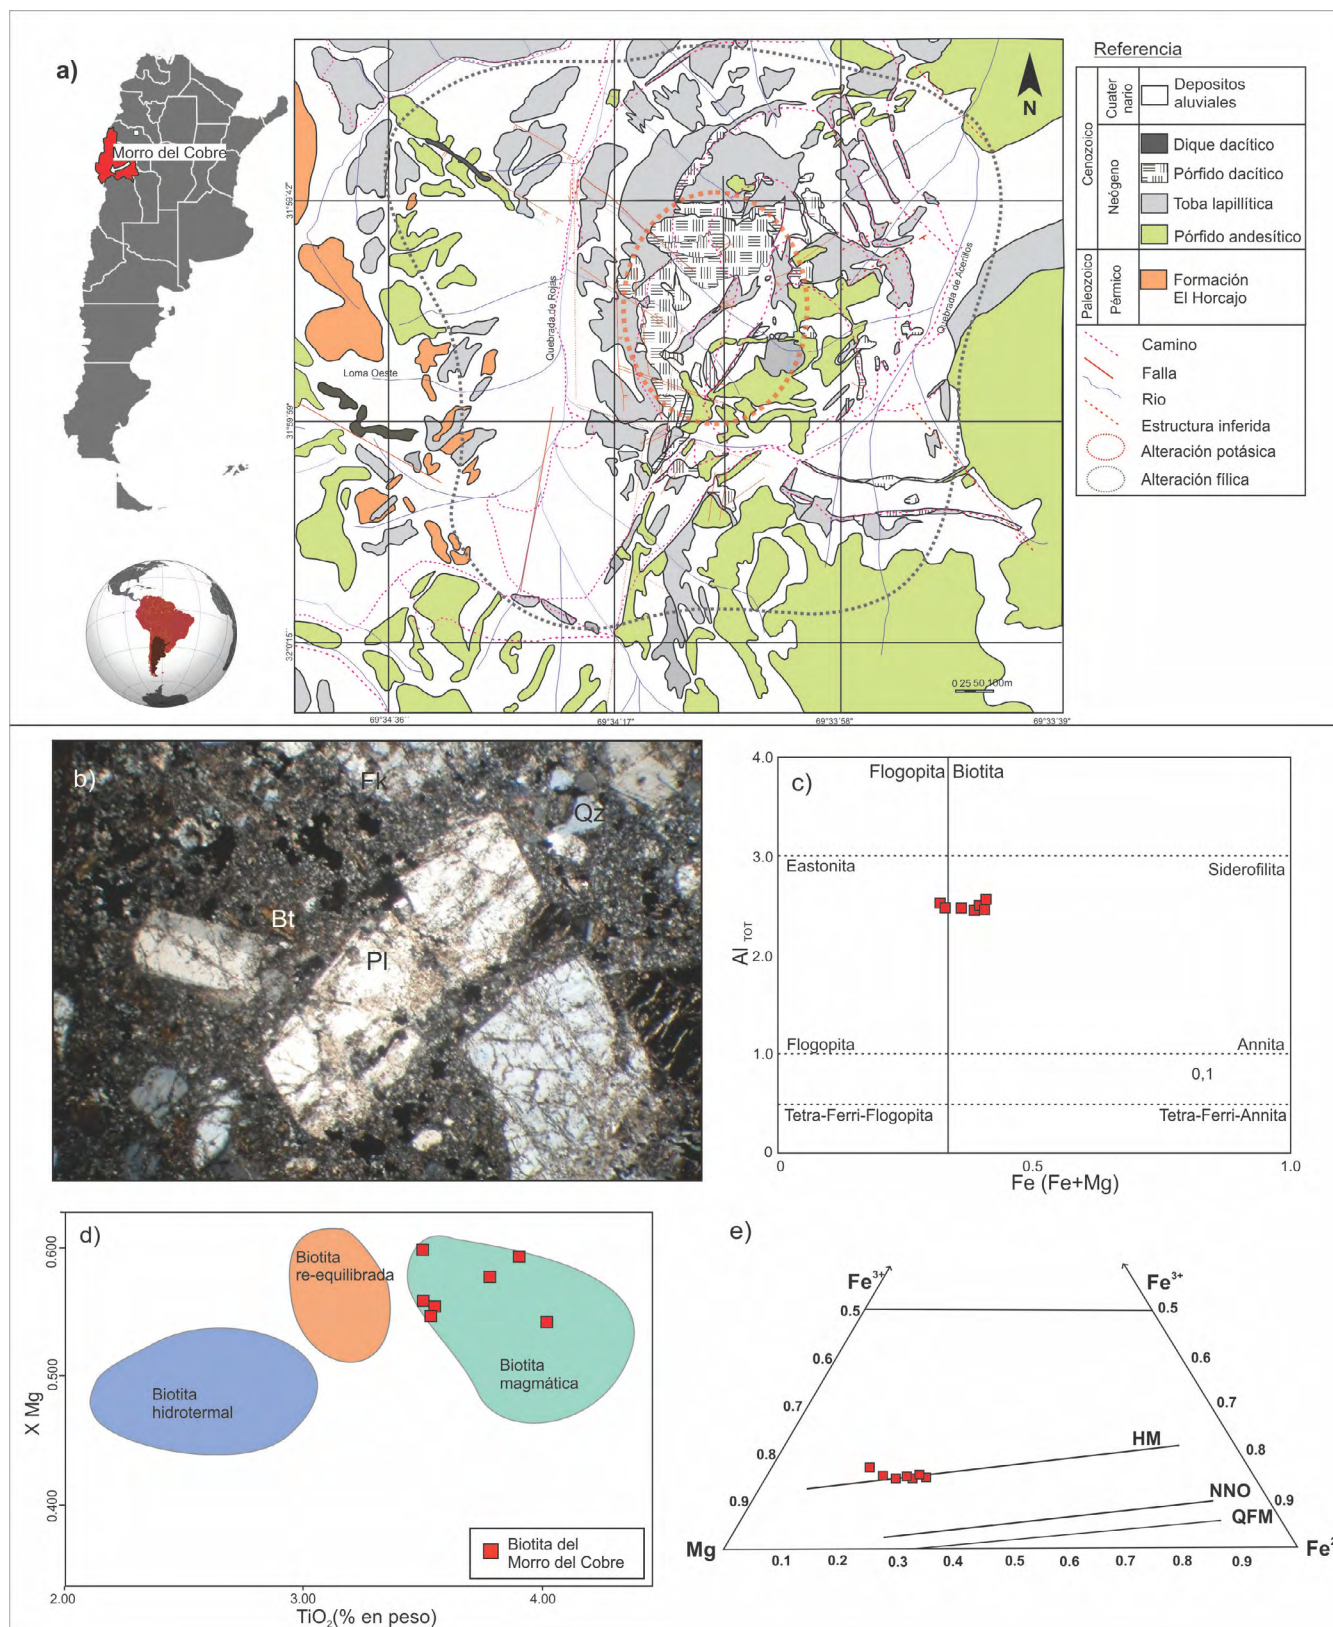 a)
Morro del Cobre
N
31°59´42"
31°59´59"
32°0´15"
Quebrada de Rojas
Quebrada de Acerillos
Loma Oeste
0 25 50 100m
69°34´36´´
69°34´17"
69°33´58"
69°33´39"
Referencia
Cenozoico
Cuater
nario
Depositos
aluviales
Neógeno
Dique dacítico
Pórfido dacítico
Toba lapillítica
Pórfido andesítico
Paleozoico
Pérmico
Formación
El Horcajo
Camino
Falla
Rio
Estructura inferida
Alteración potásica
Alteración fílica
b)
Fk
Qz
Bt
Pl
c)
4.0
3.0
2.0
1.0
0
Al TOT
Flogopita
Biotita
Eastonita
Siderofilita
Flogopita
Annita
0,1
Tetra-Ferri-Flogopita
Tetra-Ferri-Annita
0
0.5
1.0
Fe (Fe+Mg)
d)
0.600
0.500
0.400
X Mg
Biotita
re-equilibrada
Biotita
hidrotermal
Biotita
magmática
Biotita del
Morro del Cobre
2.00
3.00
4.00
TiO2(% en peso)
e)
Fe3+
Fe3+
0.5
0.5
0.6
0.6
0.7
0.7
0.8
0.8
0.9
0.9
HM
NNO
QFM
Mg
Fe2
0.1
0.2
0.3
0.4
0.5
0.6
0.7
0.8
0.9